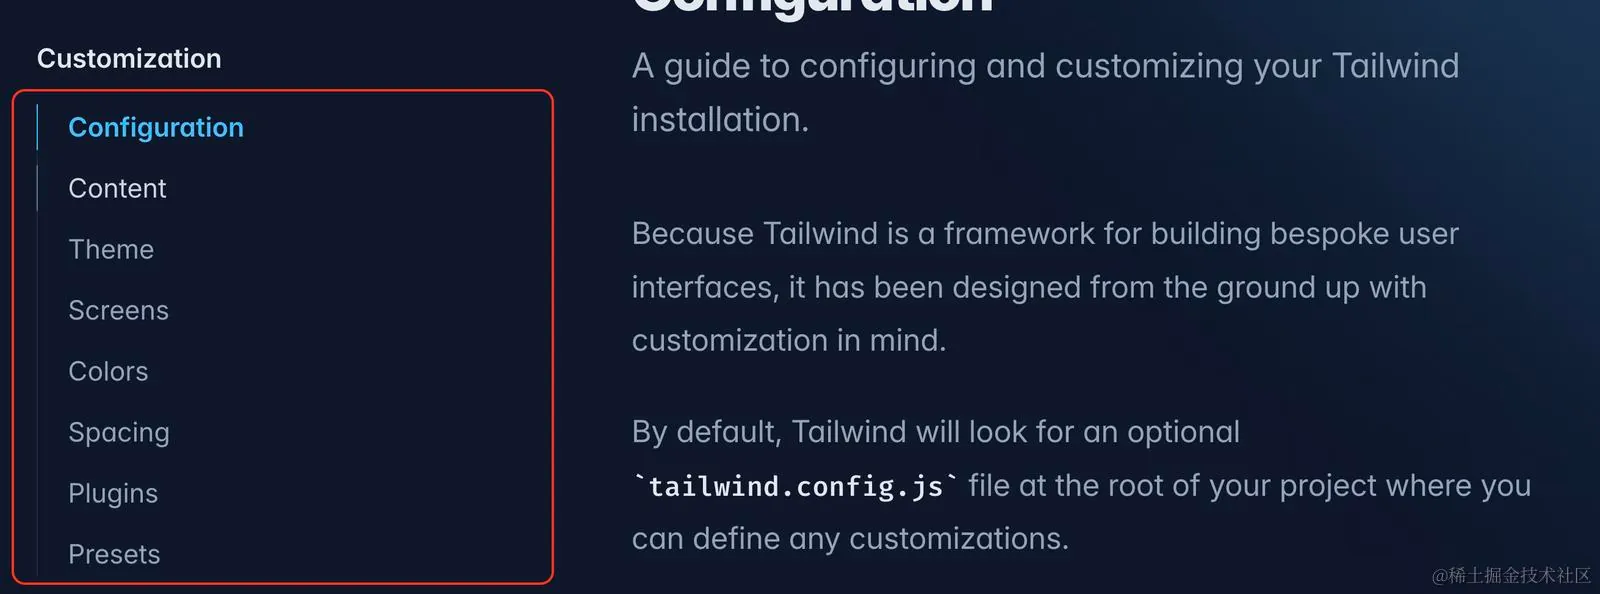 Customization
Configuration
Content
Theme
Screens
Colors
Spacing
Plugins
Presets
Configuration
A guide to configuring and customizing your Tailwind
installation.
Because Tailwind is a framework for building bespoke user
interfaces, it has been designed from the ground up with
customization in mind.
By default, Tailwind will look for an optional
`tailwind.config.js` file at the root of your project where you
can define any customizations.
@稀土掘金技术社区